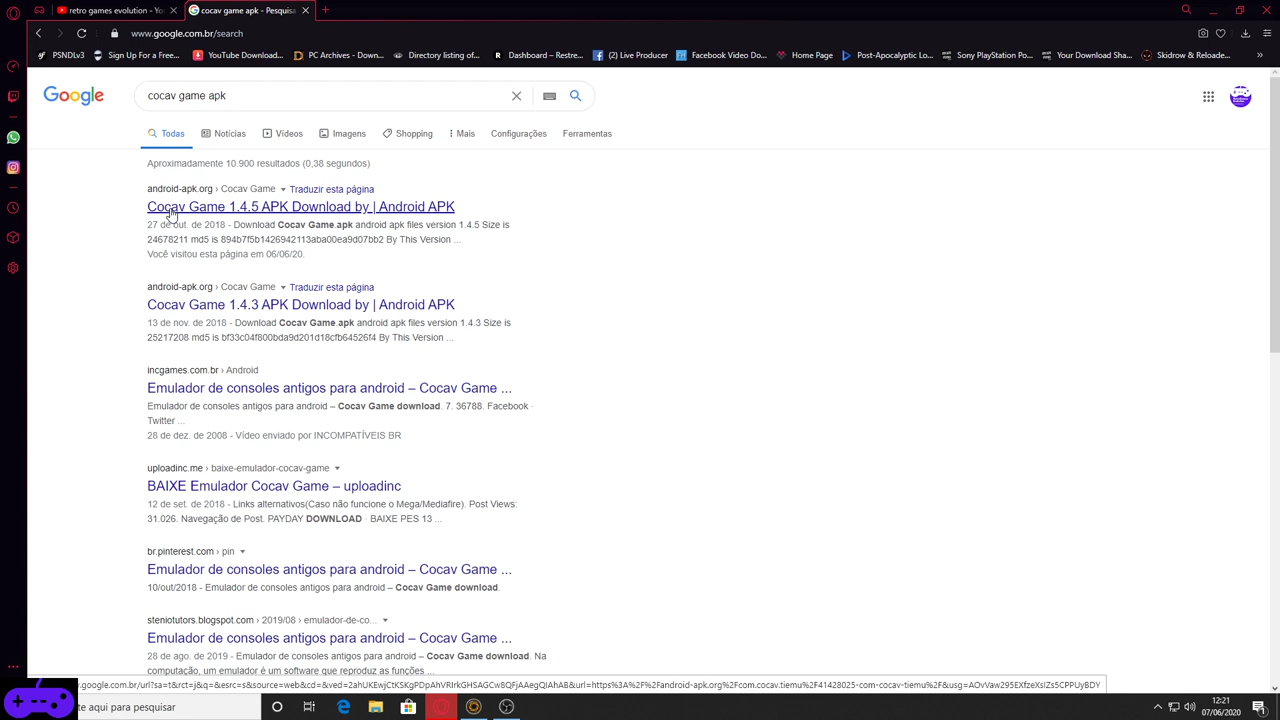 retro games evolution - Yo
cocav game apk - Pesquisa
www.google.com.br/search
PSNDLv3
Sign Up For a Free...
YouTube Download...
PC Archives - Down...
Directory listing of...
Dashboard – Restre...
(2) Live Producer
Facebook Video Do...
Home Page
Post-Apocalyptic Lo...
Sony PlayStation Po...
Your Download Sha...
Skidrow & Reloade...
Google
cocav game apk
Todas
Notícias
Vídeos
Imagens
Shopping
Mais
Configurações
Ferramentas
Aproximadamente 10.900 resultados (0,38 segundos)
android-apk.org › Cocav Game Traduzir esta página
Cocav Game 1.4.5 APK Download by | Android APK
27 de out. de 2018 - Download Cocav Game.apk android apk files version 1.4.5 Size is
24678211 md5 is 894b7f5b1426942113aba00ea9d07bb2 By This Version ...
Você visitou esta página em 06/06/20.
android-apk.org › Cocav Game Traduzir esta página
Cocav Game 1.4.3 APK Download by | Android APK
13 de nov. de 2018 - Download Cocav Game.apk android apk files version 1.4.3 Size is
25217208 md5 is bf33c04f800bda9d201d18cfb64526f4 By This Version ...
incgames.com.br › Android
Emulador de consoles antigos para android – Cocav Game ...
Emulador de consoles antigos para android – Cocav Game download. 7. 36788. Facebook ·
Twitter ...
28 de dez. de 2008 - Vídeo enviado por INCOMPATÍVEIS BR
uploadinc.me › baixe-emulador-cocav-game
BAIXE Emulador Cocav Game – uploadinc
12 de set. de 2018 - Links alternativos(Caso não funcione o Mega/Mediafire). Post Views:
31.026. Navegação de Post. PAYDAY DOWNLOAD · BAIXE PES 13 ...
br.pinterest.com › pin
Emulador de consoles antigos para android – Cocav Game ...
10/out/2018 - Emulador de consoles antigos para android – Cocav Game download.
steniotutors.blogspot.com › 2019/08 › emulador-de-co...
Emulador de consoles antigos para android – Cocav Game ...
28 de ago. de 2019 - Emulador de consoles antigos para android – Cocav Game download. Na
computação, um emulador é um software que reproduz as funções ...
te aqui para pesquisar
12:21
07/06/2020